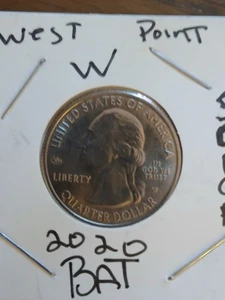 West Point
W
UNITED STATES OF AMERICA
LIBERTY
IN
GOD WE
TRUST
W
QUARTER DOLLAR
2020
BAT